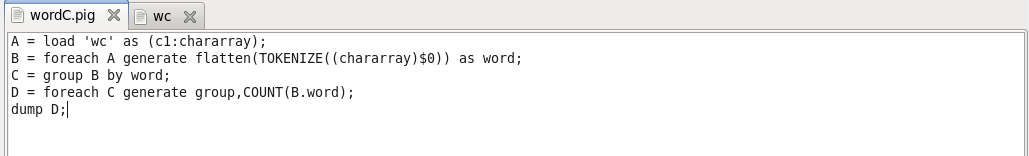 wordC.pig wc
A = load 'wc' as (c1:chararray);
B = foreach A generate flatten(TOKENIZE((chararray)$0)) as word;
C = group B by word;
D = foreach C generate group,COUNT(B.word);
dump D;